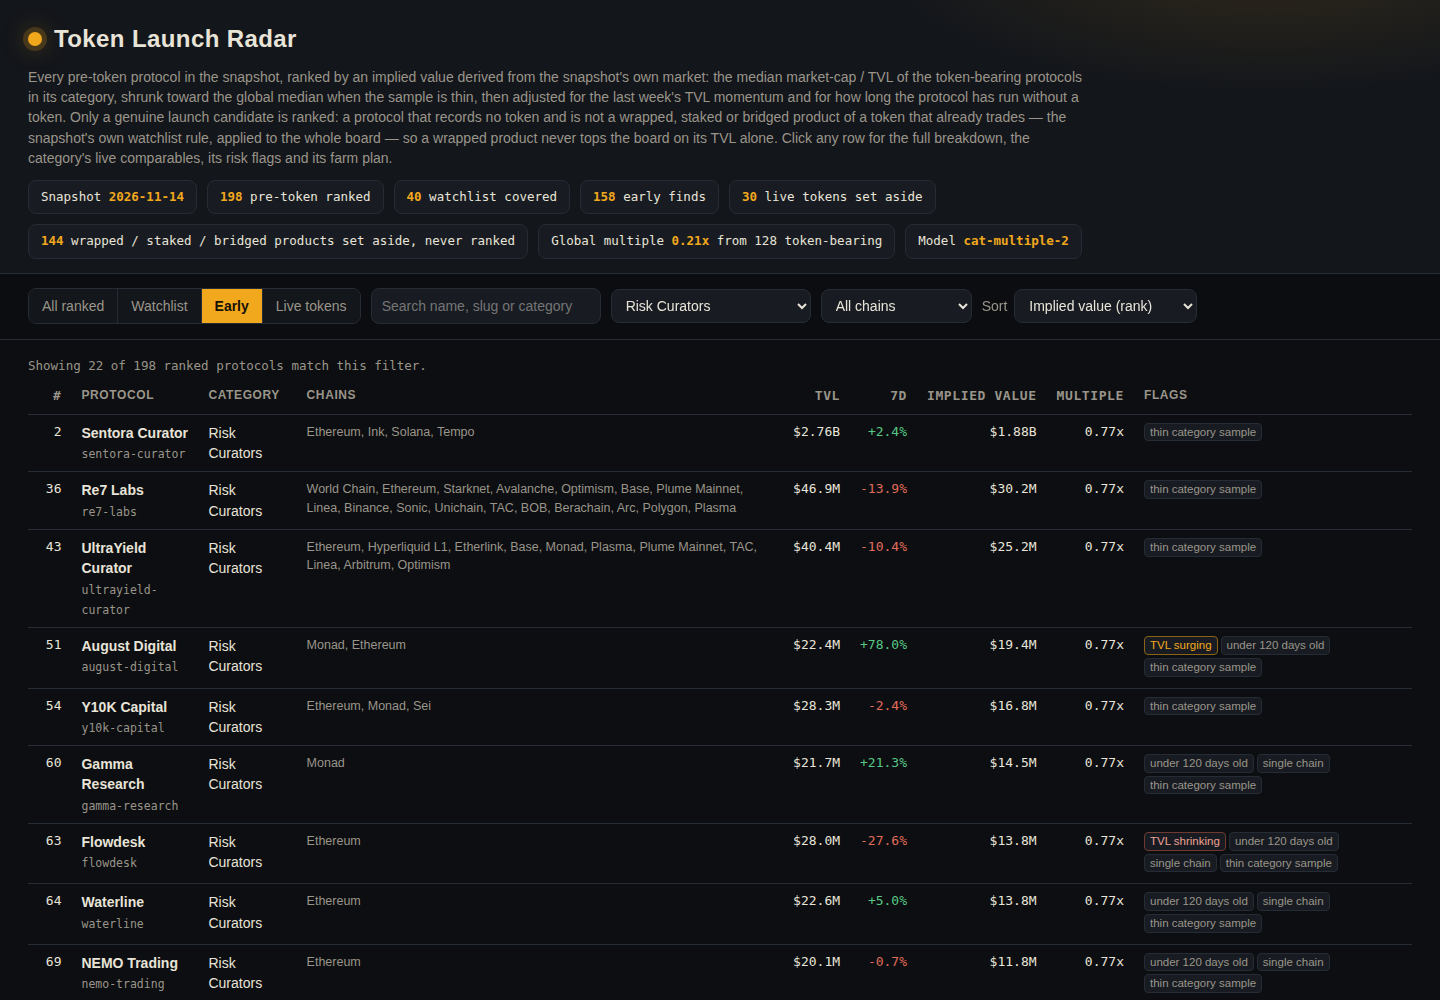 Token Launch Radar
Every pre-token protocol in the snapshot, ranked by an implied value derived from the snapshot's own market: the median market-cap / TVL of the token-bearing protocols
in its category, shrunk toward the global median when the sample is thin, then adjusted for the last week's TVL momentum and for how long the protocol has run without a
token. Only a genuine launch candidate is ranked: a protocol that records no token and is not a wrapped, staked or bridged product of a token that already trades — the
snapshot's own watchlist rule, applied to the whole board — so a wrapped product never tops the board on its TVL alone. Click any row for the full breakdown, the
category's live comparables, its risk flags and its farm plan.
Snapshot 2026-11-14 198 pre-token ranked 40 watchlist covered 158 early finds 30 live tokens set aside
144 wrapped / staked / bridged products set aside, never ranked Global multiple 0.21x from 128 token-bearing Model cat-multiple-2
All ranked Watchlist Early Live tokens Search name, slug or category Risk Curators All chains Sort Implied value (rank)
Showing 22 of 198 ranked protocols match this filter.
# PROTOCOL CATEGORY CHAINS TVL 7D IMPLIED VALUE MULTIPLE FLAGS
2 Sentora Curator Risk Ethereum, Ink, Solana, Tempo $2.76B +2.4% $1.88B 0.77x thin category sample
sentora-curator Curators
36 Re7 Labs Risk World Chain, Ethereum, Starknet, Avalanche, Optimism, Base, Plume Mainnet, $46.9M -13.9% $30.2M 0.77x thin category sample
re7-labs Curators Linea, Binance, Sonic, Unichain, TAC, BOB, Berachain, Arc, Polygon, Plasma
43 UltraYield Risk Ethereum, Hyperliquid L1, Etherlink, Base, Monad, Plasma, Plume Mainnet, TAC, $40.4M -10.4% $25.2M 0.77x thin category sample
Curator Curators Linea, Arbitrum, Optimism
ultrayield-
curator
51 August Digital Risk Monad, Ethereum $22.4M +78.0% $19.4M 0.77x TVL surging under 120 days old
august-digital Curators thin category sample
54 Y10K Capital Risk Ethereum, Monad, Sei $28.3M -2.4% $16.8M 0.77x thin category sample
y10k-capital Curators
60 Gamma Risk Monad $21.7M +21.3% $14.5M 0.77x under 120 days old single chain
Research Curators thin category sample
gamma-research
63 Flowdesk Risk Ethereum $28.0M -27.6% $13.8M 0.77x TVL shrinking under 120 days old
flowdesk Curators single chain thin category sample
64 Waterline Risk Ethereum $22.6M +5.0% $13.8M 0.77x under 120 days old single chain
waterline Curators thin category sample
69 NEMO Trading Risk Ethereum $20.1M -0.7% $11.8M 0.77x under 120 days old single chain
nemo-trading Curators thin category sample